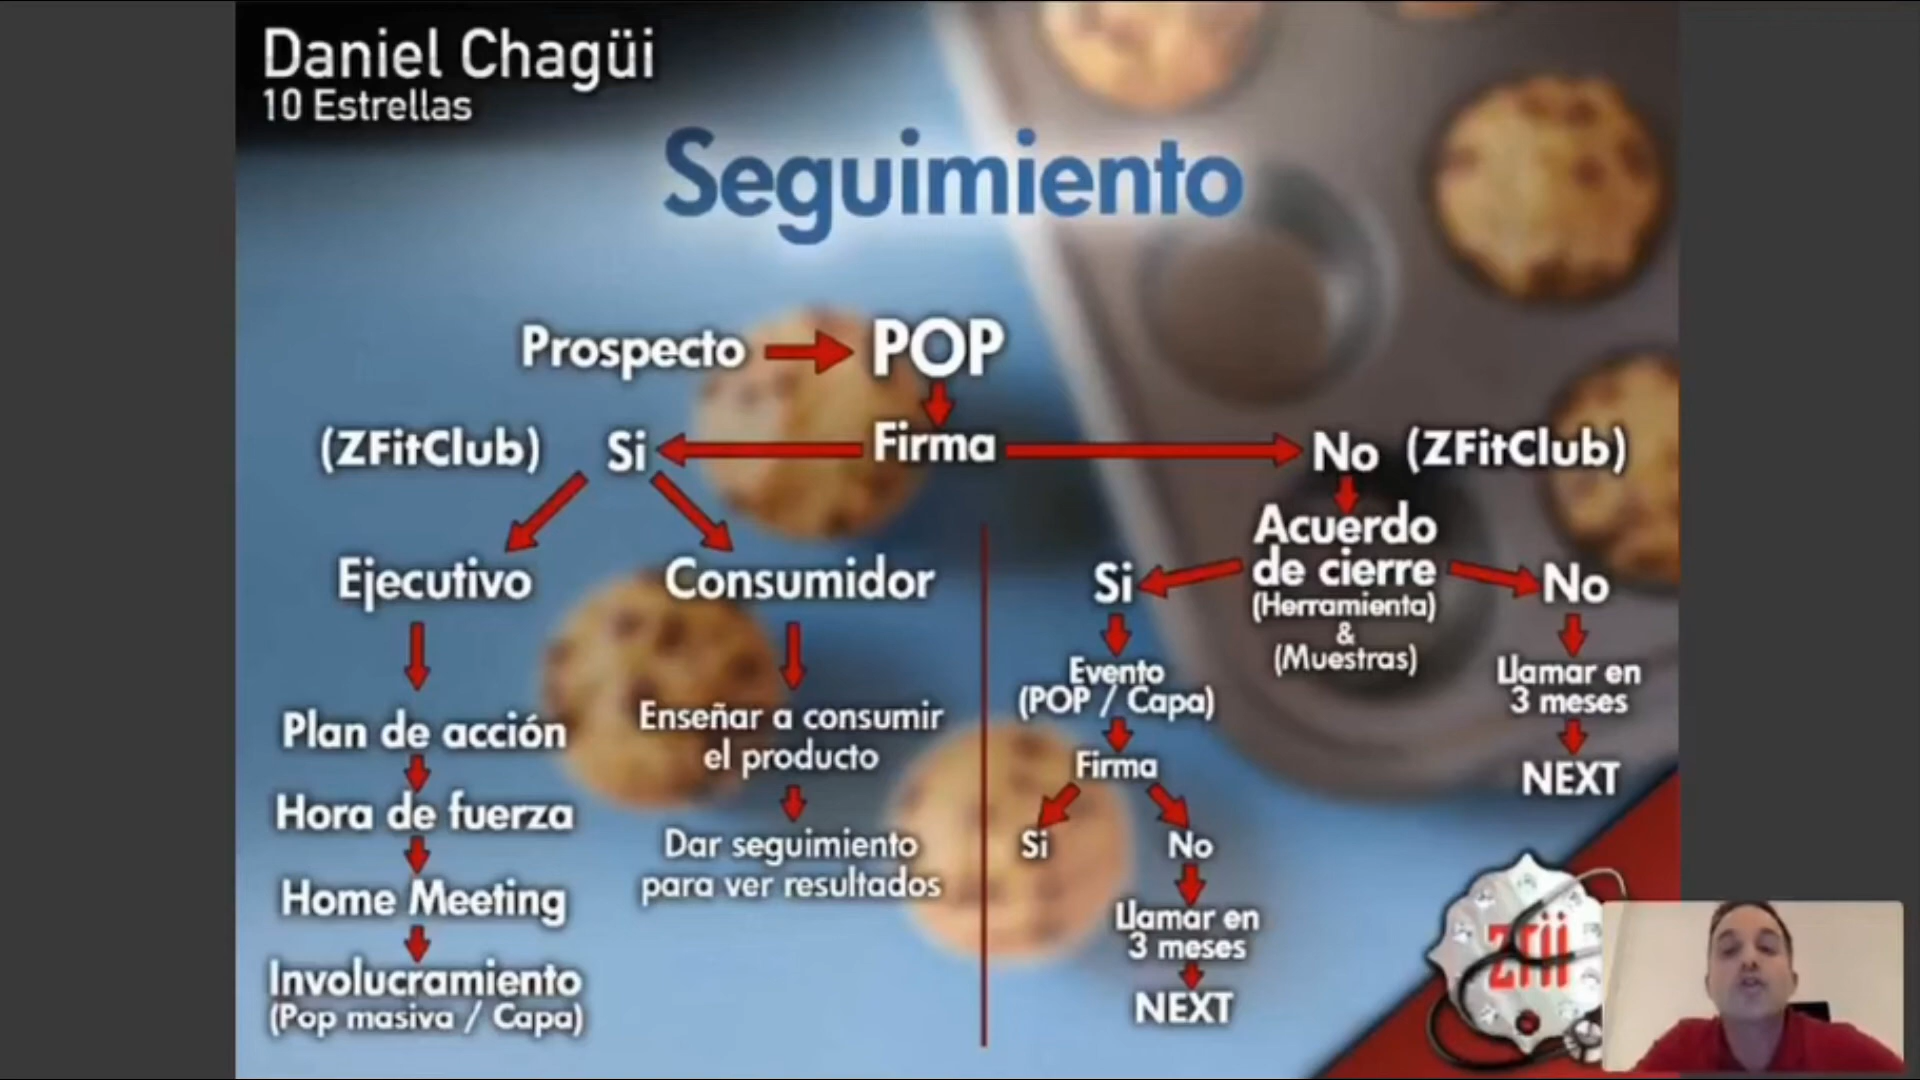 Daniel Chagüi
10 Estrellas
Seguimiento
Prospecto
POP
(ZFitClub)
Si
Firma
No
(ZFitClub)
Ejecutivo
Consumidor
Plan de acción
Hora de fuerza
Home Meeting
Involucramiento
(Pop masiva / Capa)
Enseñar a consumir
el producto
Dar seguimiento
para ver resultados
Acuerdo
de cierre
(Herramienta)
&
(Muestras)
Si
Evento
(POP / Capa)
Firma
Si
No
Llamar en
3 meses
NEXT
No
Llamar en
3 meses
NEXT
zrii